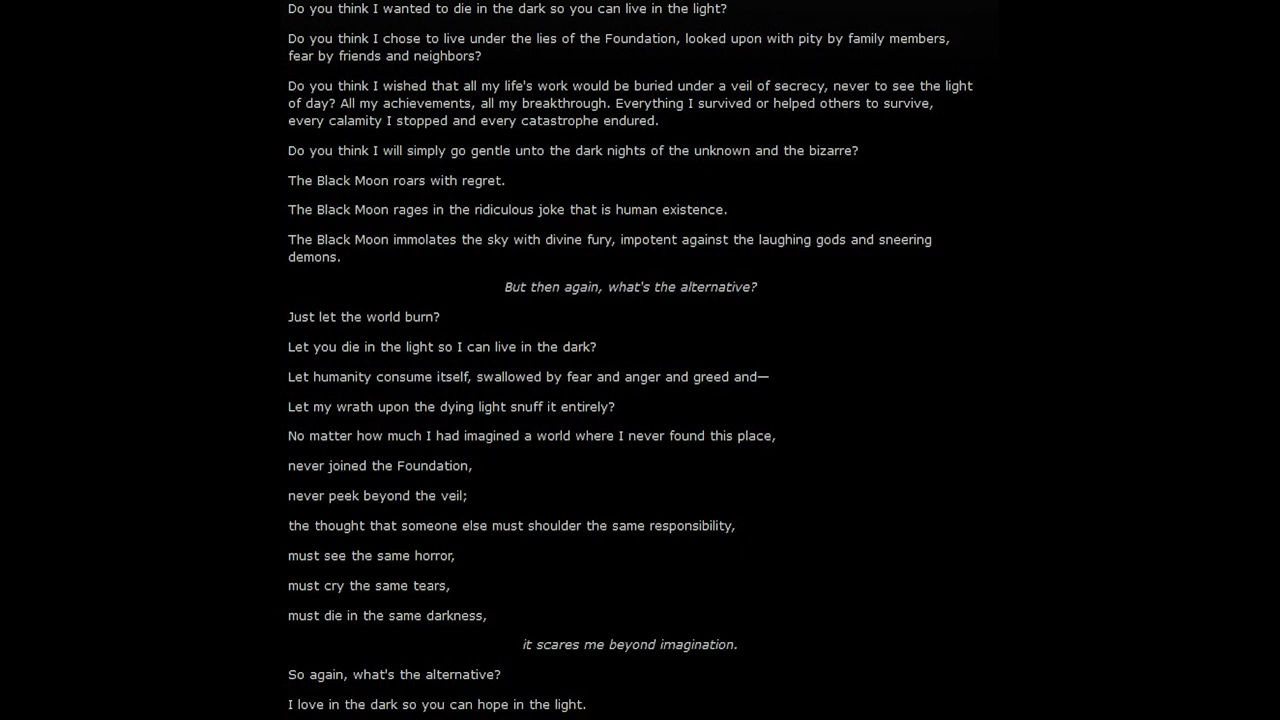 Do you think I wanted to die in the dark so you can live in the light?
Do you think I chose to live under the lies of the Foundation, looked upon with pity by family members,
fear by friends and neighbors?
Do you think I wished that all my life's work would be buried under a veil of secrecy, never to see the light
of day? All my achievements, all my breakthrough. Everything I survived or helped others to survive,
every calamity I stopped and every catastrophe endured.
Do you think I will simply go gentle unto the dark nights of the unknown and the bizarre?
The Black Moon roars with regret.
The Black Moon rages in the ridiculous joke that is human existence.
The Black Moon immolates the sky with divine fury, impotent against the laughing gods and sneering
demons.
But then again, what's the alternative?
Just let the world burn?
Let you die in the light so I can live in the dark?
Let humanity consume itself, swallowed by fear and anger and greed and—
Let my wrath upon the dying light snuff it entirely?
No matter how much I had imagined a world where I never found this place,
never joined the Foundation,
never peek beyond the veil;
the thought that someone else must shoulder the same responsibility,
must see the same horror,
must cry the same tears,
must die in the same darkness,
it scares me beyond imagination.
So again, what's the alternative?
I love in the dark so you can hope in the light.